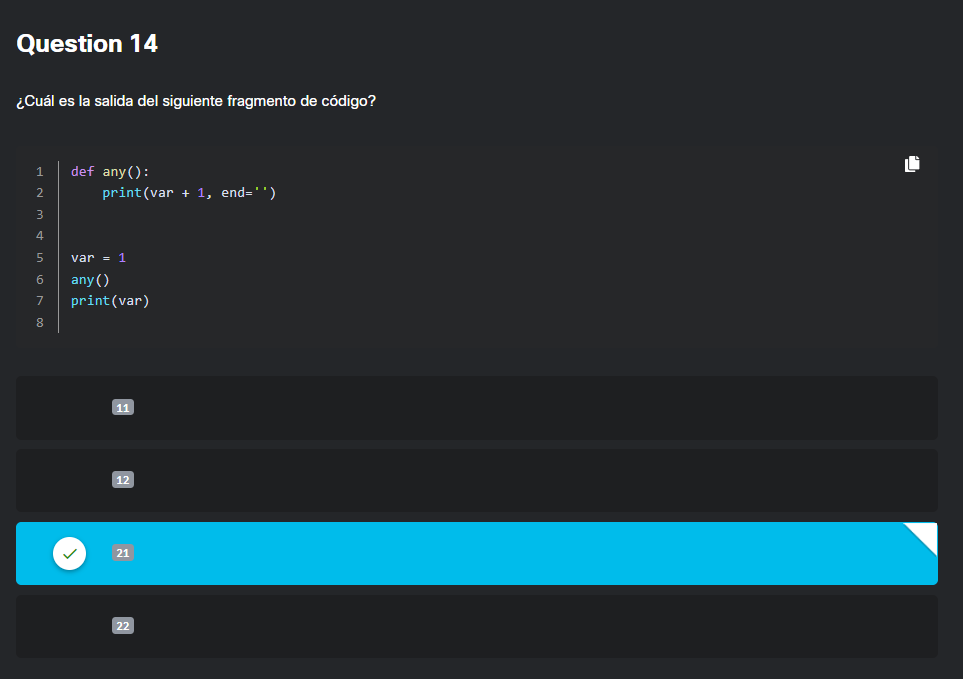 Question 14
¿Cuál es la salida del siguiente fragmento de código?
1 def any():
2     print(var + 1, end='')
3
4
5 var = 1
6 any()
7 print(var)
8
11
12
21
22